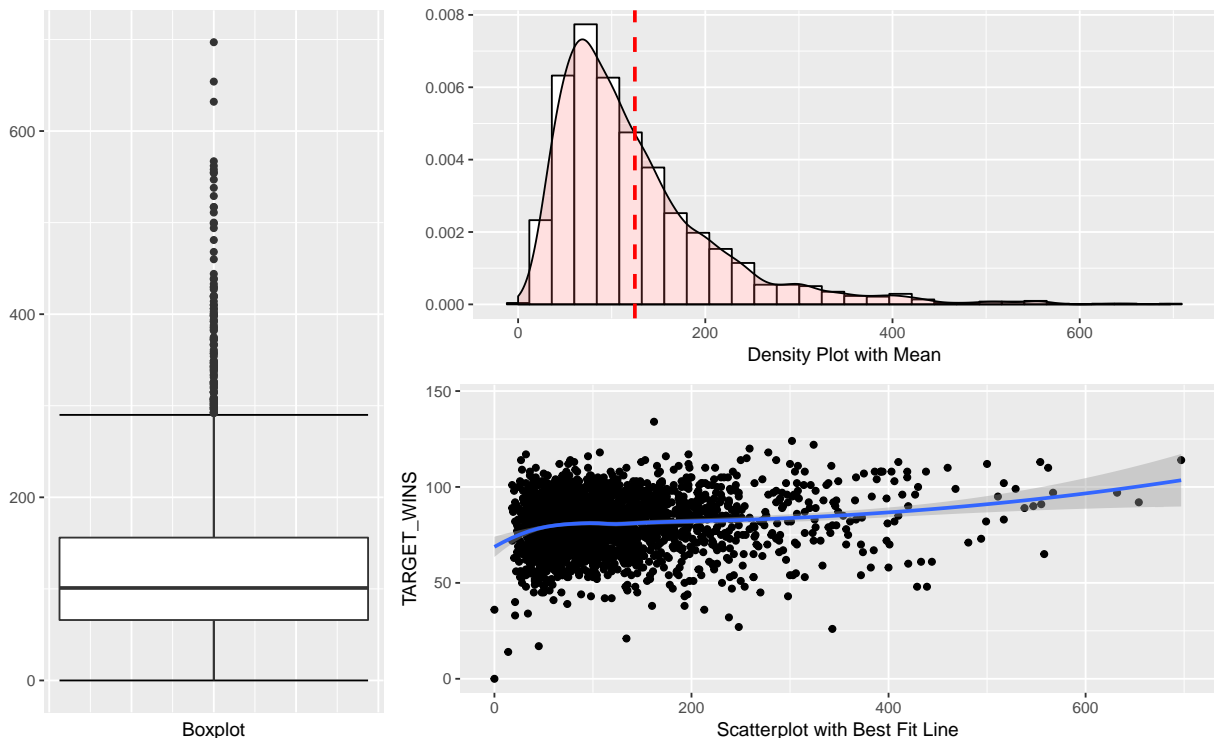 600
400
200
0
Boxplot
0.008
0.006
0.004
0.002
0.000
0 200 400 600
Density Plot with Mean
TARGET_WINS
150
100
50
0
0 200 400 600
Scatterplot with Best Fit Line